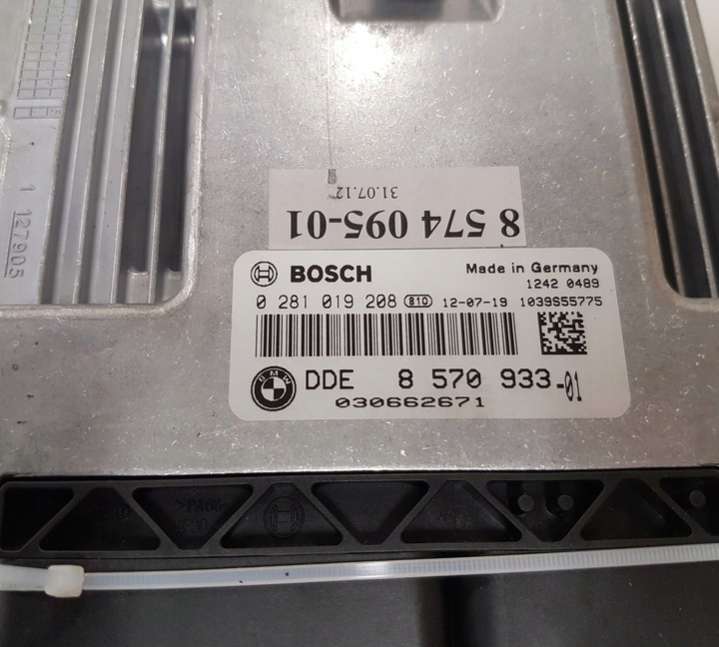 1 127905
31.07.12
8 574 095-01
BOSCH
Made in Germany
1242 0489
0 281 019 208 810 12-07-19 1039S55775
BMW
DDE 8 570 933-01
030662671